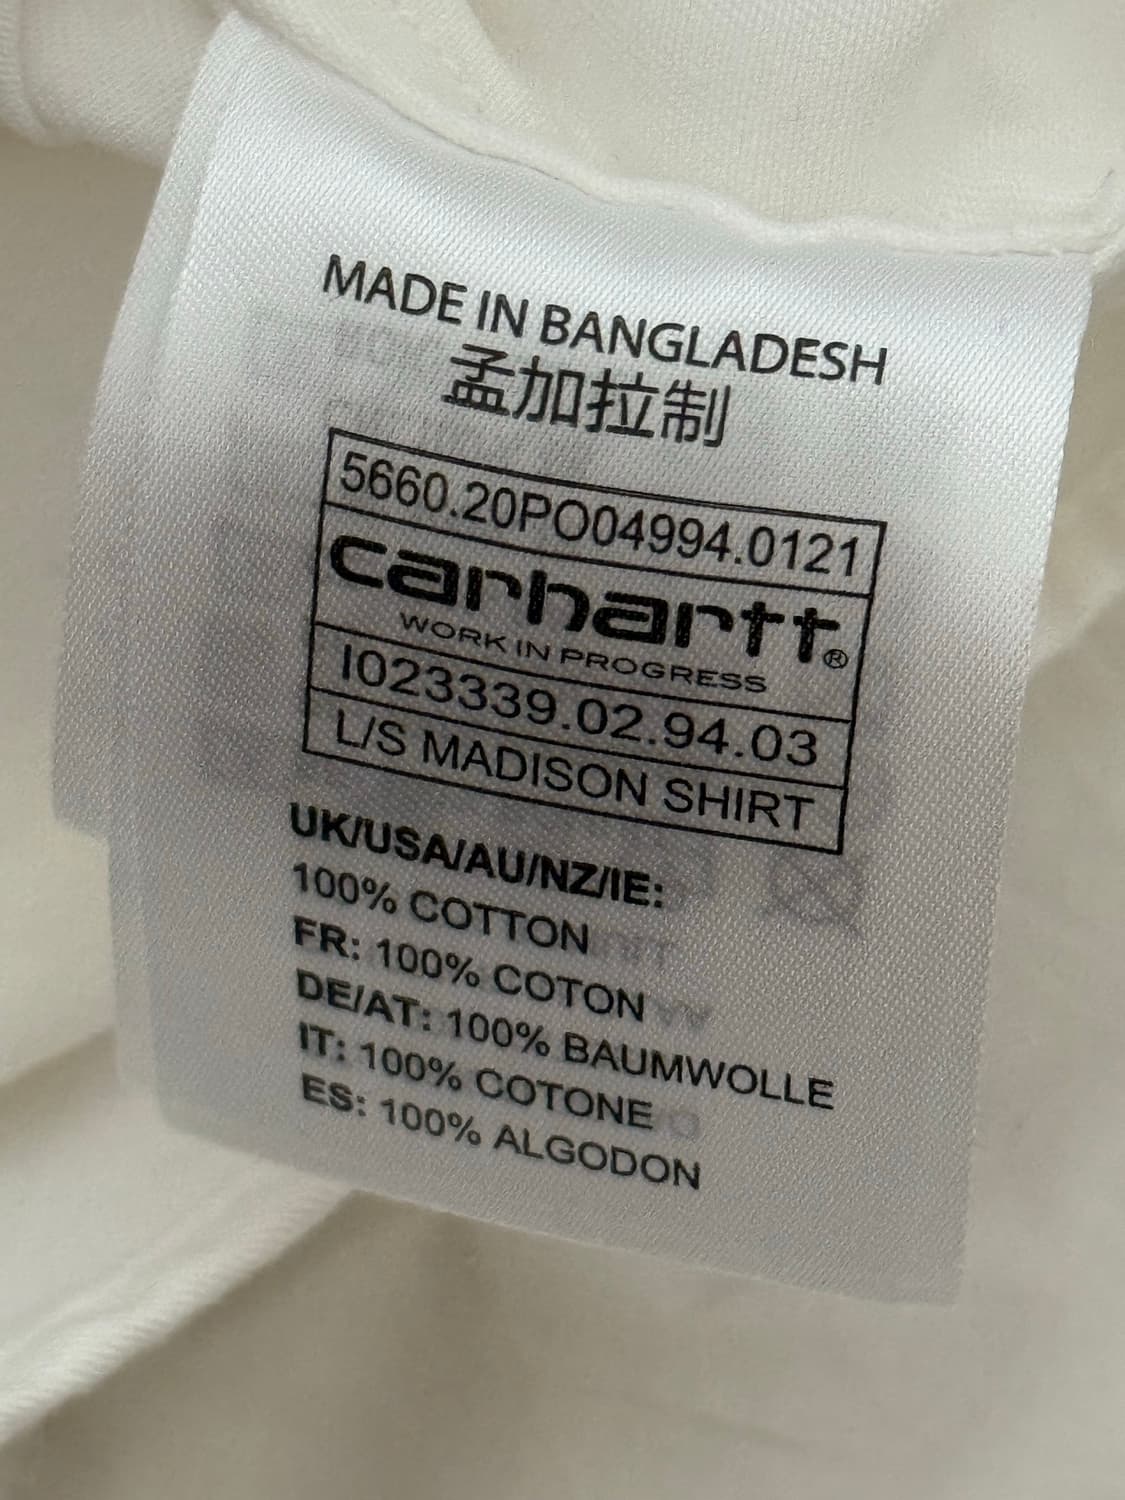 MADE IN BANGLADESH
孟加拉制
5660.20PO04994.0121
carhartt®
WORK IN PROGRESS
I023339.02.94.03
L/S MADISON SHIRT
UK/USA/AU/NZ/IE:
100% COTTON
FR: 100% COTON
DE/AT: 100% BAUMWOLLE
IT: 100% COTONE
ES: 100% ALGODON